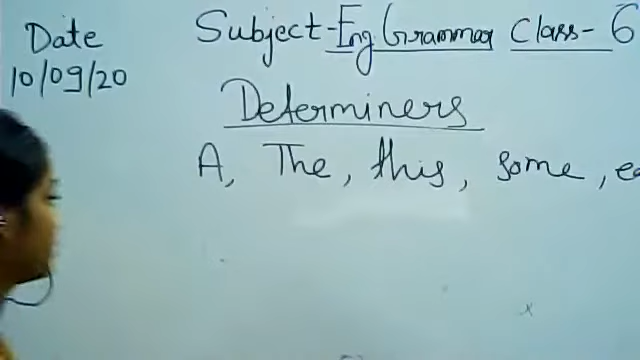 Date
10/09/20
Subject-Eng Grammar Class-6
Determiners
A, The, this, some,